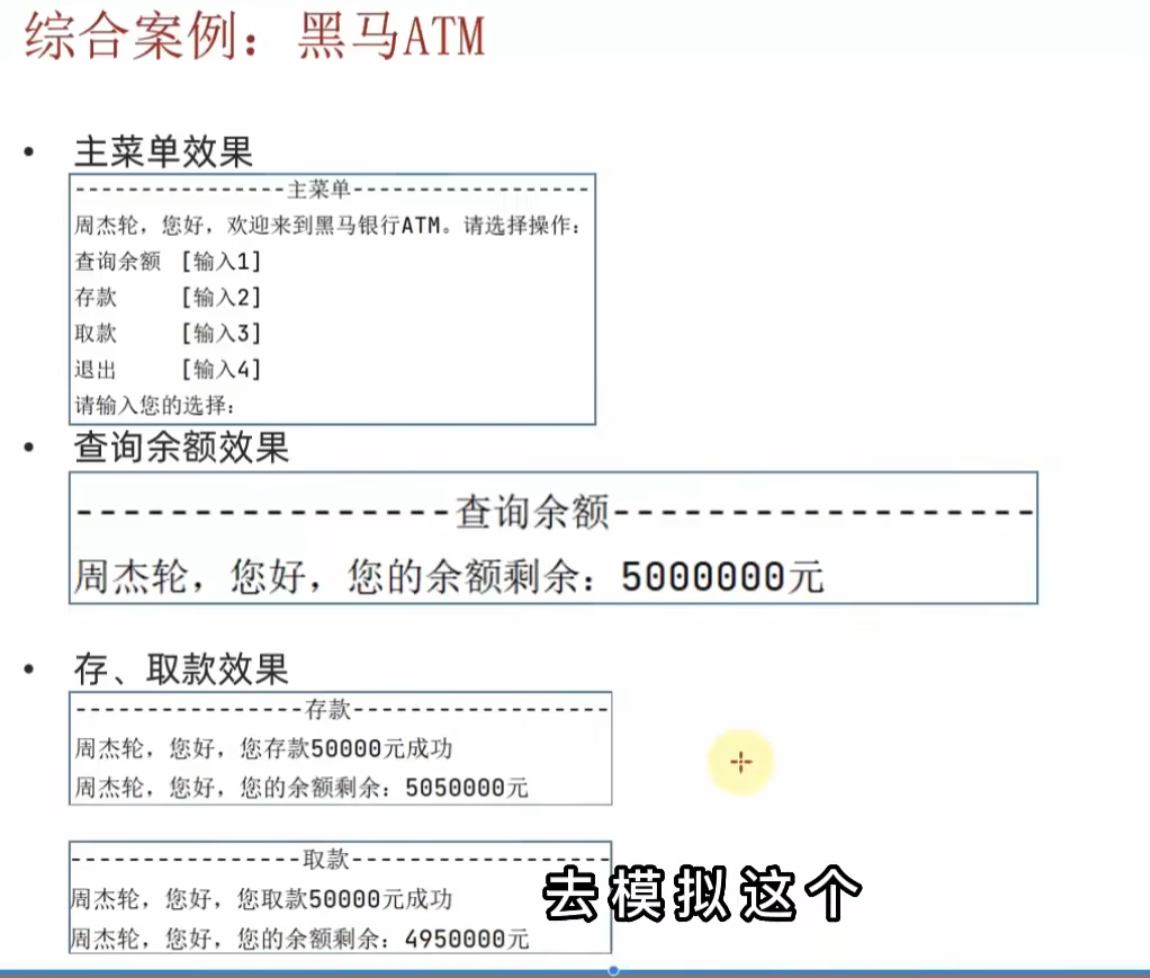 综合案例：黑马ATM
• 主菜单效果
----------------主菜单------------------
周杰轮，您好，欢迎来到黑马银行ATM。请选择操作：
查询余额 [输入1]
存款 [输入2]
取款 [输入3]
退出 [输入4]
请输入您的选择：
• 查询余额效果
----------------查询余额------------------
周杰轮，您好，您的余额剩余：5000000元
• 存、取款效果
----------------存款------------------
周杰轮，您好，您存款50000元成功
周杰轮，您好，您的余额剩余：5050000元
----------------取款------------------
周杰轮，您好，您取款50000元成功
周杰轮，您好，您的余额剩余：4950000元
去模拟这个